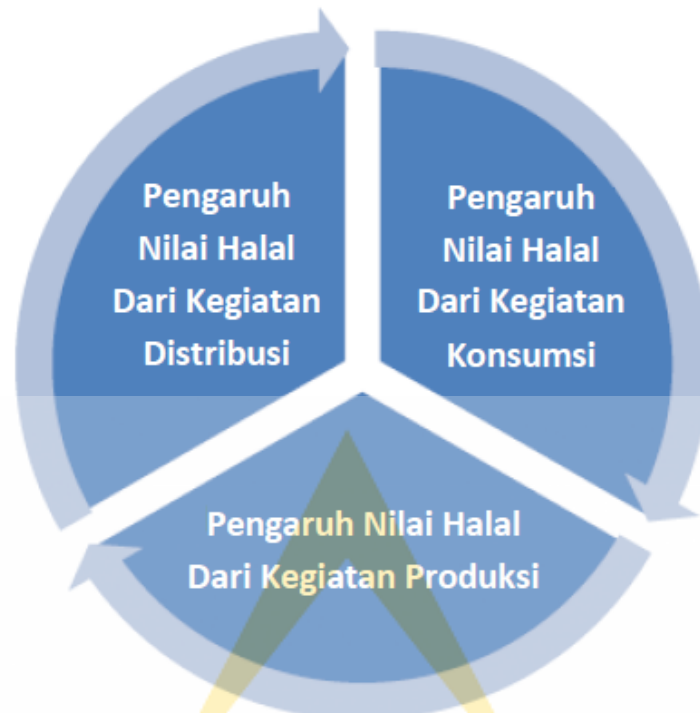 Pengaruh
Nilai Halal
Dari Kegiatan
Distribusi
Pengaruh
Nilai Halal
Dari Kegiatan
Konsumsi
Pengaruh Nilai Halal
Dari Kegiatan Produksi